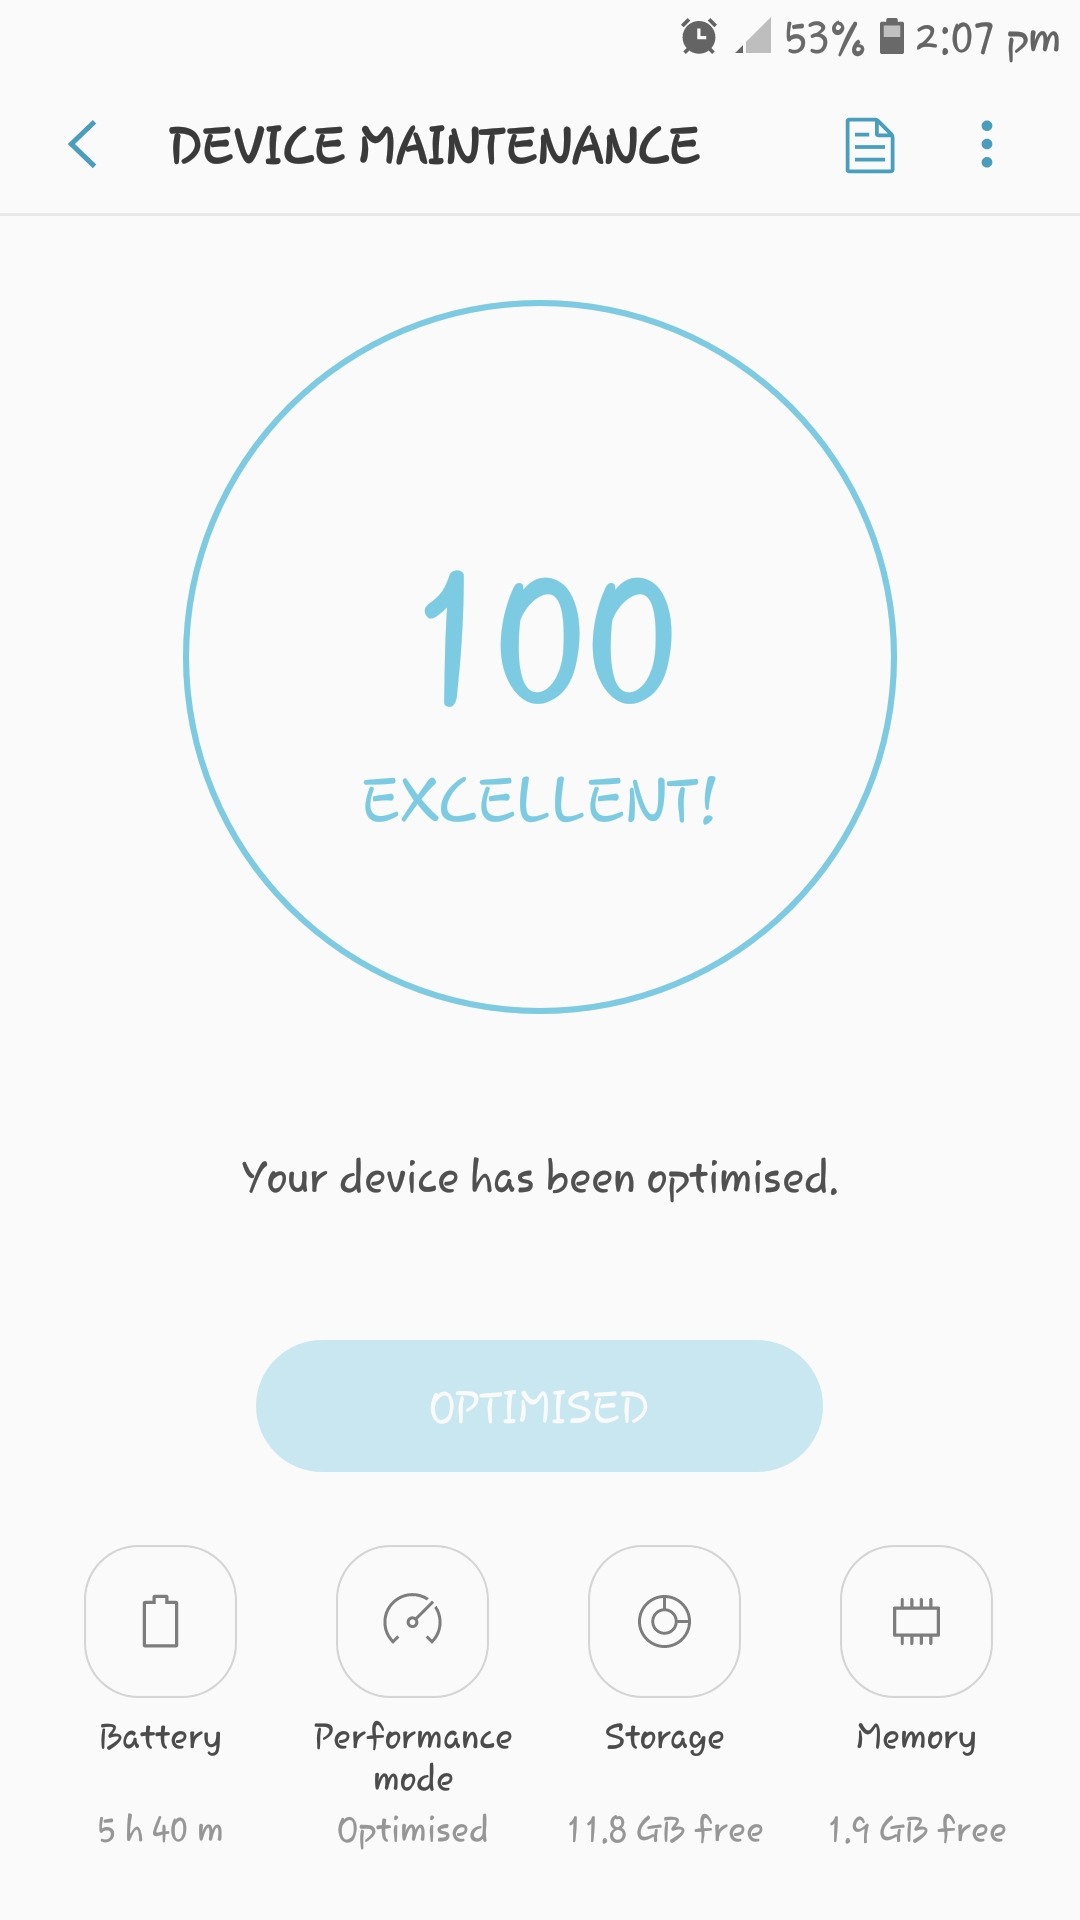 53% 2:07 pm
DEVICE MAINTENANCE
100
EXCELLENT!
Your device has been optimised.
OPTIMISED
Battery Performance Storage Memory
mode
5 h 40 m Optimised 11.8 GB free 1.9 GB free